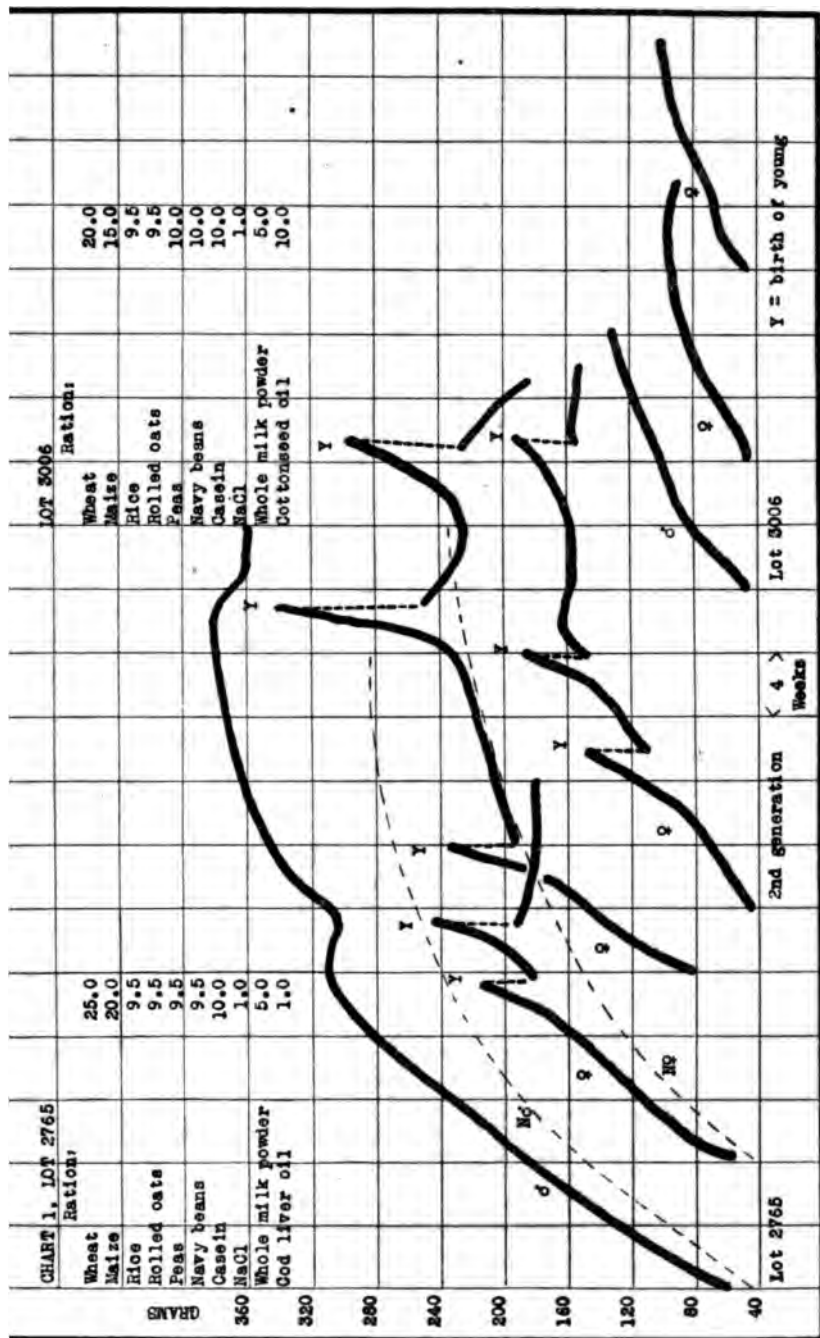 CHART 1, LOT 2765
Ration:
Wheat 25.0
Maize 20.0
Rice 9.5
Rolled oats 9.5
Peas 9.5
Navy beans 9.5
Casein 10.0
NaCl 1.0
Whole milk powder 5.0
Cod liver oil 1.0
LOT 3006
Ration:
Wheat 20.0
Maize 15.0
Rice 9.5
Rolled oats 9.5
Peas 10.0
Navy beans 10.0
Casein 10.0
NaCl 1.0
Whole milk powder 5.0
Cottonseed oil 10.0
GRAMS
360
320
280
240
200
160
120
80
40
Y
Y
Y
Y
Y
Y
Y
Y
♂
N♂
♀
N♀
♀
♀
♂
♀
♀
Lot 2765
2nd generation
< 4 >
Weeks
Lot 3006
Y = birth of young